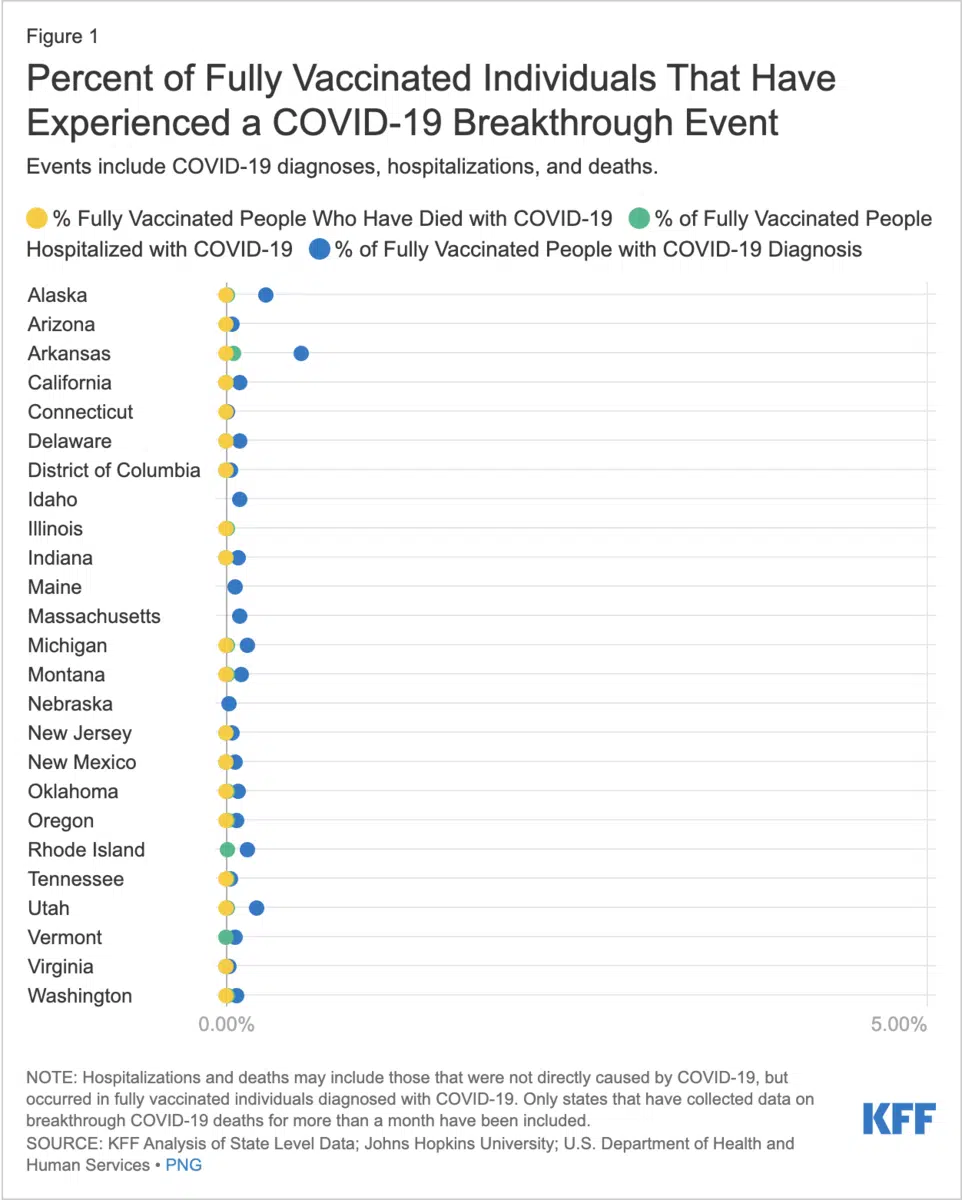 Figure 1
Percent of Fully Vaccinated Individuals That Have
Experienced a COVID-19 Breakthrough Event
Events include COVID-19 diagnoses, hospitalizations, and deaths.
% Fully Vaccinated People Who Have Died with COVID-19 % of Fully Vaccinated People
Hospitalized with COVID-19 % of Fully Vaccinated People with COVID-19 Diagnosis
Alaska
Arizona
Arkansas
California
Connecticut
Delaware
District of Columbia
Idaho
Illinois
Indiana
Maine
Massachusetts
Michigan
Montana
Nebraska
New Jersey
New Mexico
Oklahoma
Oregon
Rhode Island
Tennessee
Utah
Vermont
Virginia
Washington
0.00% 5.00%
NOTE: Hospitalizations and deaths may include those that were not directly caused by COVID-19, but
occurred in fully vaccinated individuals diagnosed with COVID-19. Only states that have collected data on
breakthrough COVID-19 deaths for more than a month have been included.
SOURCE: KFF Analysis of State Level Data; Johns Hopkins University; U.S. Department of Health and
Human Services • PNG
KFF